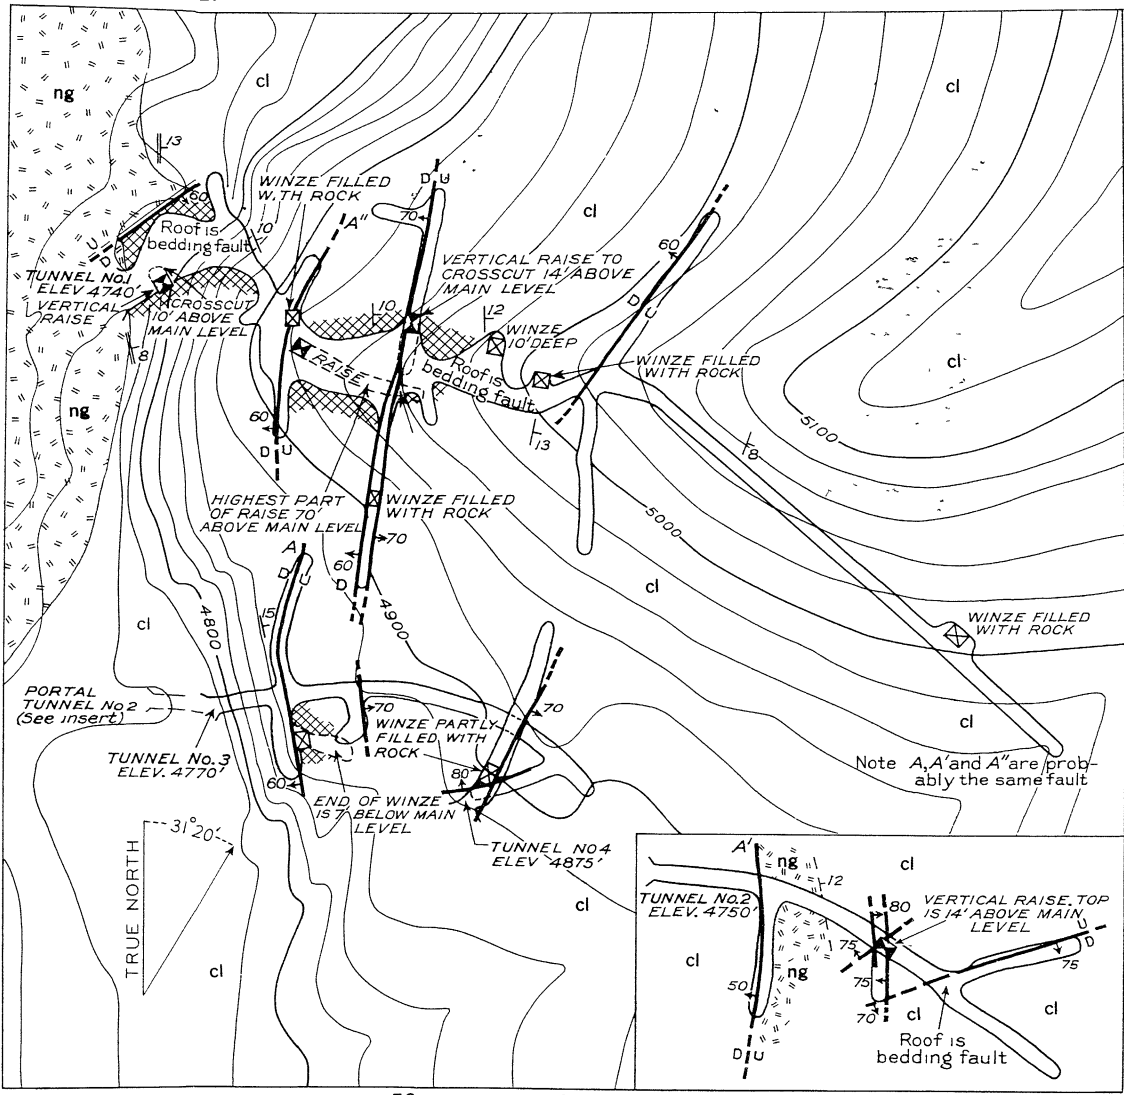 ng
cl
cl
13
60
U
D
Roof is
bedding fault
10
WINZE FILLED
WITH ROCK
A"
D U
70
cl
60
D
U
VERTICAL RAISE TO
CROSSCUT 14' ABOVE
MAIN LEVEL
TUNNEL No. 1
ELEV 4740'
VERTICAL
RAISE
CROSSCUT
10' ABOVE
MAIN LEVEL
8
10
12
WINZE
10' DEEP
WINZE FILLED
WITH ROCK
cl
RAISE
Roof is
bedding fault
ng
60
D U
13
8
5100
HIGHEST PART
OF RAISE 70'
ABOVE MAIN LEVEL
WINZE FILLED
WITH ROCK
5000
70
60
D
A
D U
15
4800
4900
cl
cl
WINZE FILLED
WITH ROCK
PORTAL
TUNNEL No 2
(See insert)
TUNNEL No. 3
ELEV. 4770'
70
70
WINZE PARTLY
FILLED WITH
ROCK
80
60
END OF WINZE
IS 7' BELOW MAIN
LEVEL
TUNNEL NO 4
ELEV 4875'
cl
Note A, A' and A" are prob-
ably the same fault
31°20'
TRUE NORTH
cl
cl
A'
ng
cl
12
TUNNEL No. 2
ELEV. 4750'
80
VERTICAL RAISE. TOP
IS 14' ABOVE MAIN
LEVEL
U
D
75
75
75
cl
ng
50
70
cl
cl
Roof is
bedding fault
D U